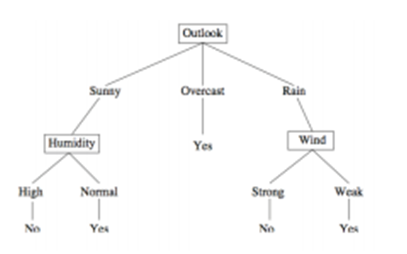 Outlook
Sunny Overcast Rain
Humidity Yes Wind
High Normal Strong Weak
No Yes No Yes